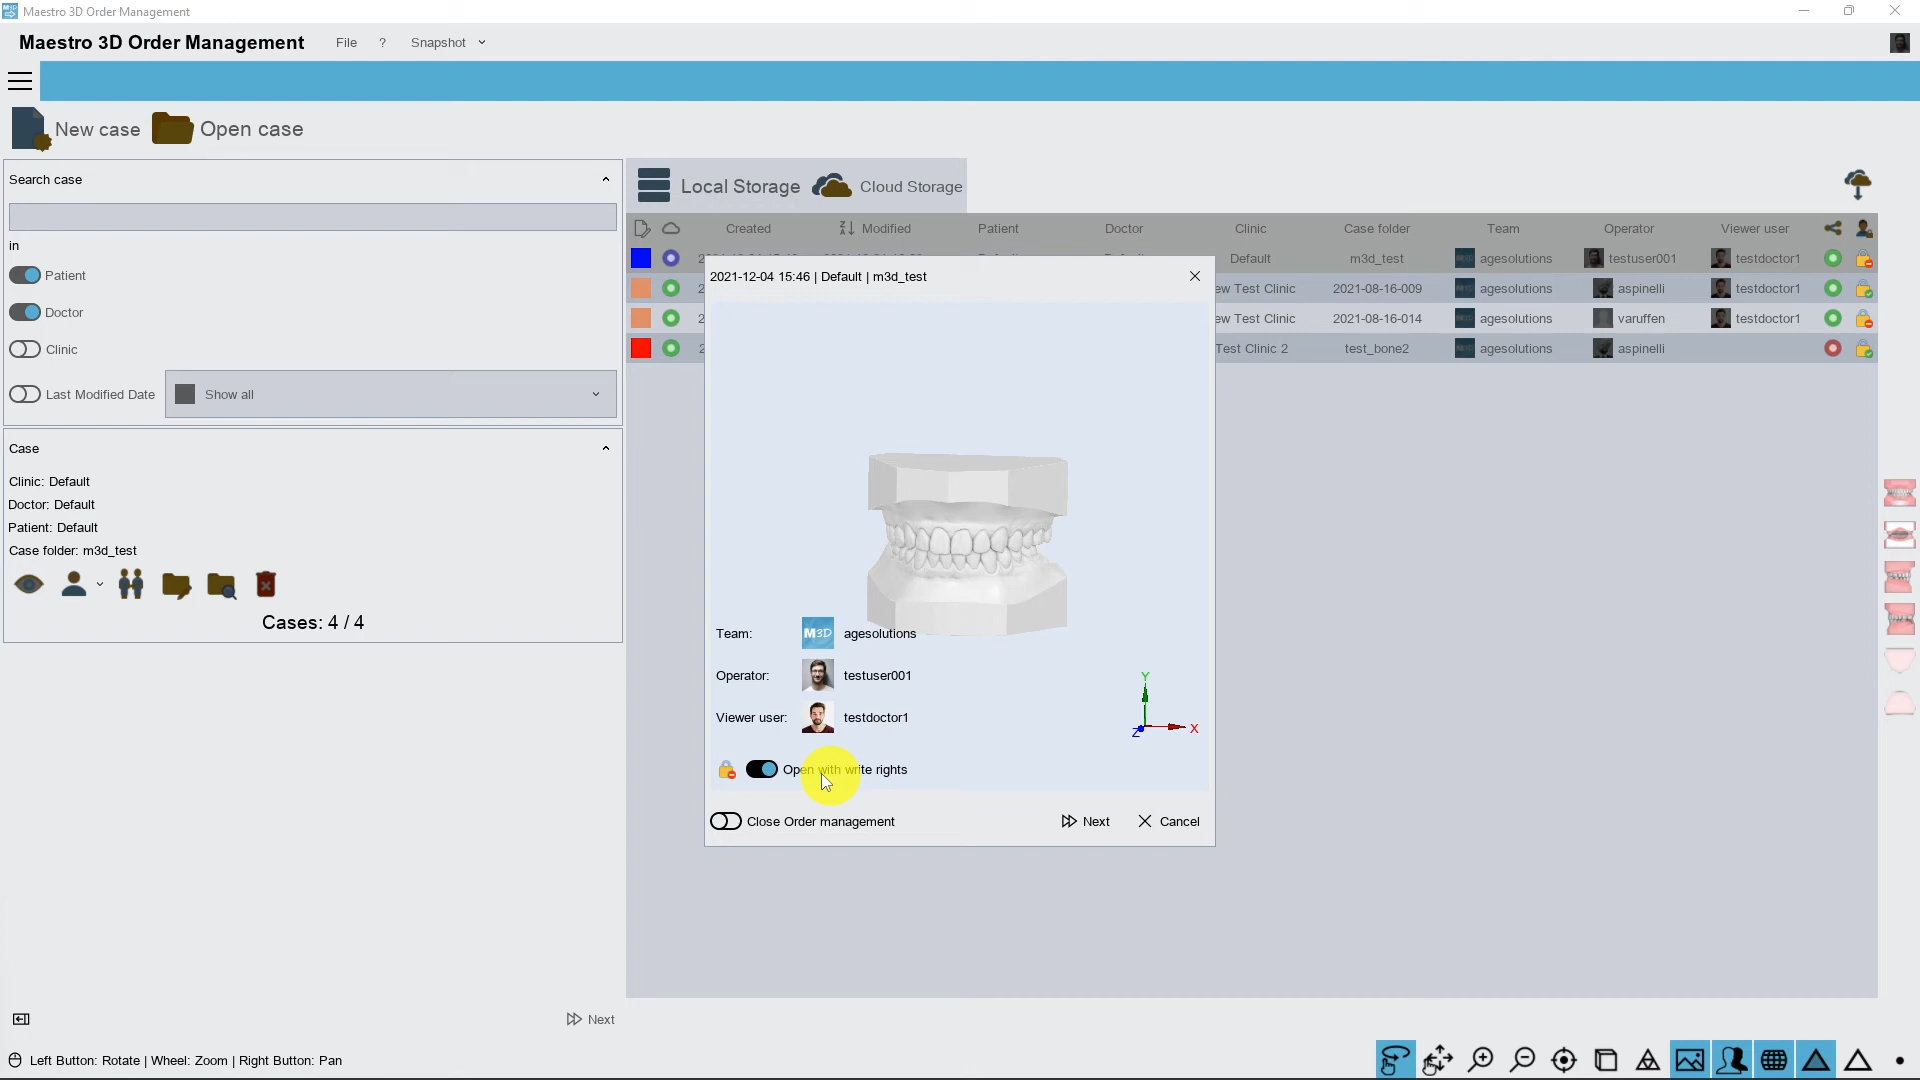 Maestro 3D Order Management
Maestro 3D Order Management File ? Snapshot
New case Open case
Search case
in
Patient
Doctor
Clinic
Last Modified Date Show all
Case
Clinic: Default
Doctor: Default
Patient: Default
Case folder: m3d_test
Cases: 4 / 4
Next
Left Button: Rotate | Wheel: Zoom | Right Button: Pan
Local Storage Cloud Storage
Created Modified Patient Doctor Clinic Case folder Team Operator Viewer user
Default m3d_test agesolutions testuser001 testdoctor1
2 ew Test Clinic 2021-08-16-009 agesolutions aspinelli testdoctor1
2 ew Test Clinic 2021-08-16-014 agesolutions varuffen testdoctor1
2 Test Clinic 2 test_bone2 agesolutions aspinelli
2021-12-04 15:46 | Default | m3d_test
Team: M3D agesolutions
Operator: testuser001
Viewer user: testdoctor1
Y
X
Z
Open with write rights
Close Order management Next Cancel